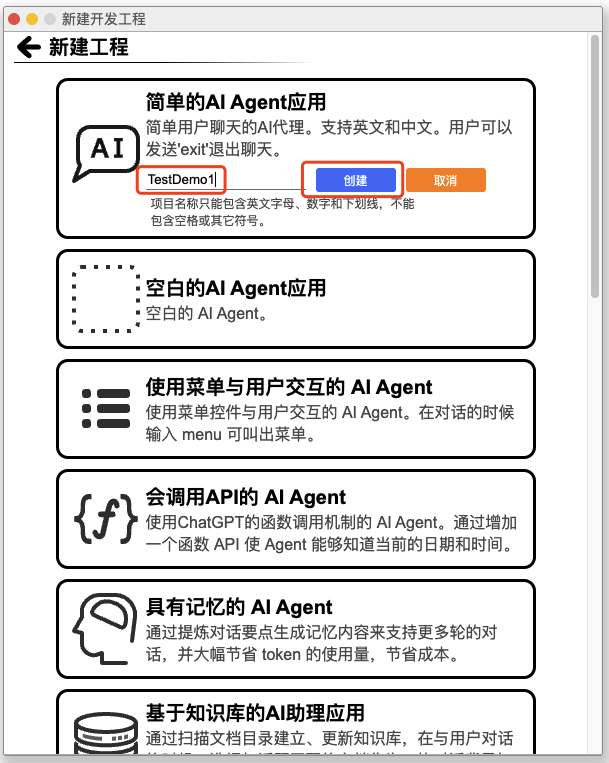 新建开发工程
新建工程
简单的AI Agent应用
AI
简单用户聊天的AI代理。支持英文和中文。用户可以
发送'exit'退出聊天。
TestDemo1 创建 取消
项目名称只能包含英文字母、数字和下划线，不能
包含空格或其它符号。
空白的AI Agent应用
空白的 AI Agent。
使用菜单与用户交互的 AI Agent
使用菜单控件与用户交互的 AI Agent。在对话的时候
输入 menu 可叫出菜单。
会调用API的 AI Agent
{f}
使用ChatGPT的函数调用机制的 AI Agent。通过增加
一个函数 API 使 Agent 能够知道当前的日期和时间。
具有记忆的 AI Agent
通过提炼对话要点生成记忆内容来支持更多轮的对
话，并大幅节省 token 的使用量，节省成本。
基于知识库的AI助理应用
通过扫描文档目录建立、更新知识库，在与用户对话